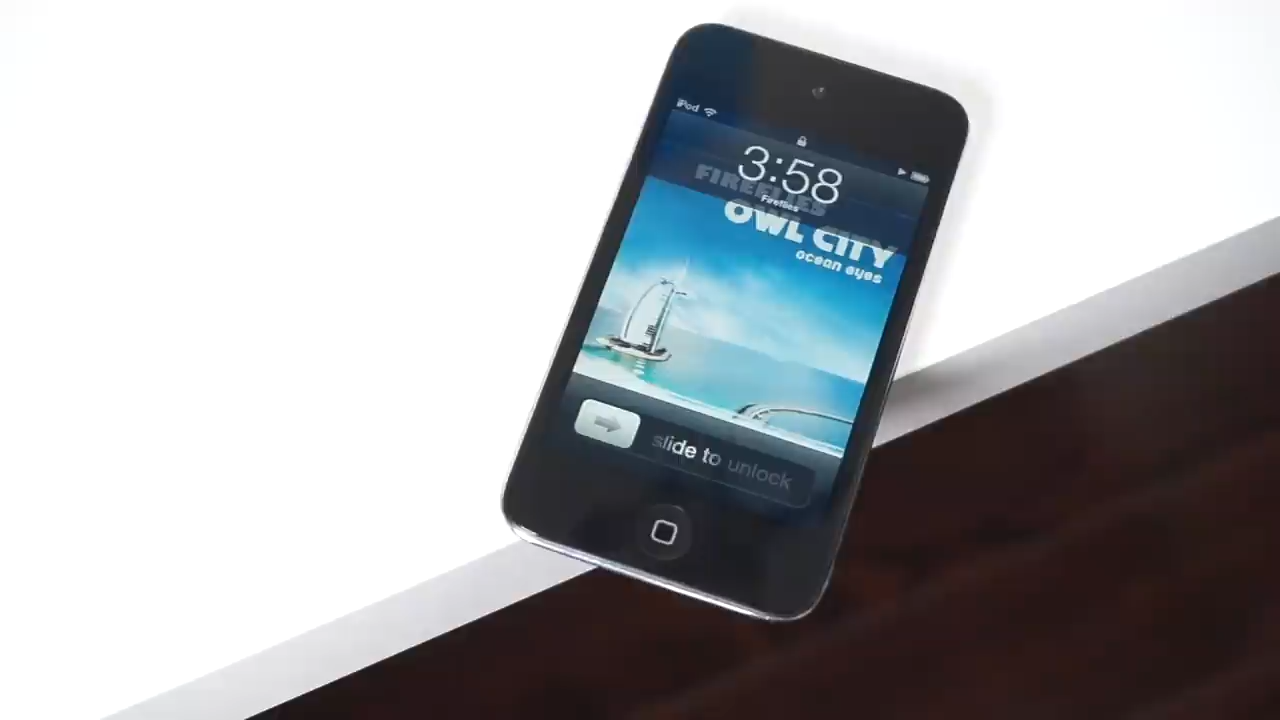 iPod
3:58
FIREFLIES
Fireflies
OWL CITY
ocean eyes
slide to unlock